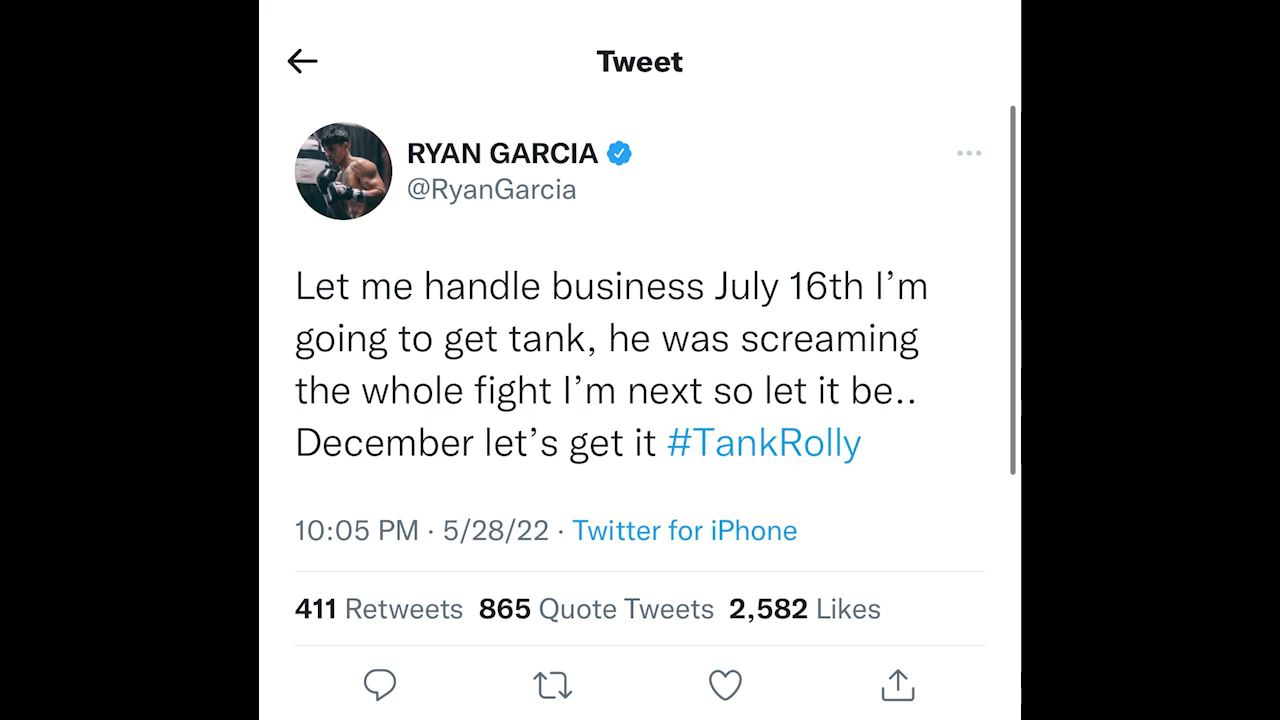 Tweet
RYAN GARCIA
@RyanGarcia
Let me handle business July 16th I’m
going to get tank, he was screaming
the whole fight I’m next so let it be..
December let’s get it #TankRolly
10:05 PM · 5/28/22 · Twitter for iPhone
411 Retweets 865 Quote Tweets 2,582 Likes